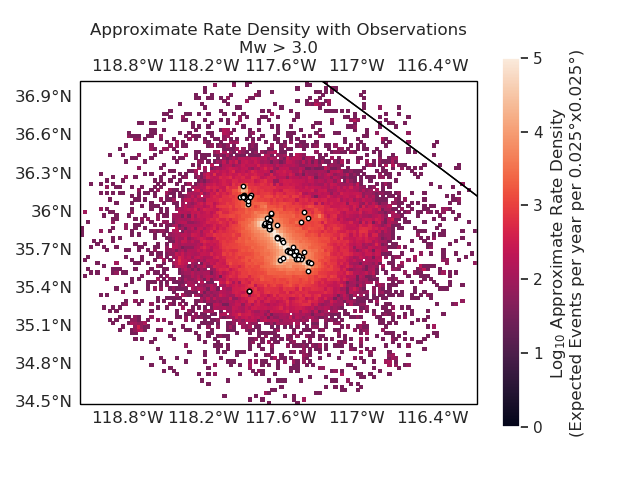 Approximate Rate Density with Observations
Mw > 3.0
118.8°W 118.2°W 117.6°W 117°W 116.4°W
36.9°N
36.6°N
36.3°N
36°N
35.7°N
35.4°N
35.1°N
34.8°N
34.5°N
118.8°W 118.2°W 117.6°W 117°W 116.4°W
5
4
3
2
1
0
Log₁₀ Approximate Rate Density
(Expected Events per year per 0.025°x0.025°)